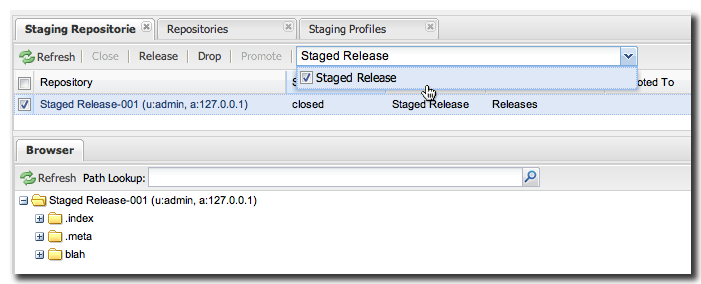 Staging Repositorie Repositories Staging Profiles
Refresh Close Release Drop Promote Staged Release
Staged Release
Repository S oted To
Staged Release-001 (u:admin, a:127.0.0.1) closed Staged Release Releases
Browser
Refresh Path Lookup:
Staged Release-001 (u:admin, a:127.0.0.1)
.index
.meta
blah